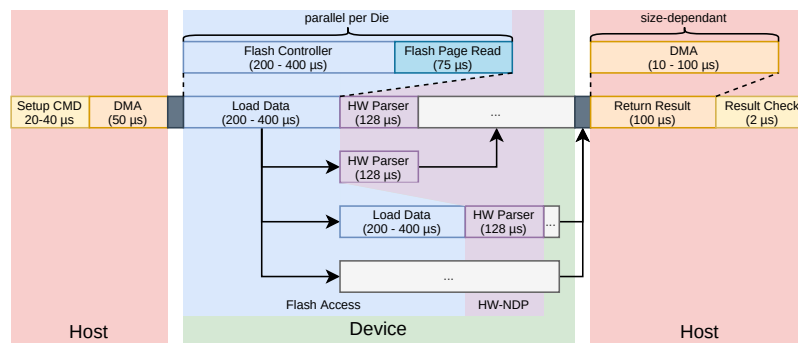 parallel per Die
size-dependant
Flash Controller
(200 - 400 µs)
Flash Page Read
(75 µs)
DMA
(10 - 100 µs)
Setup CMD
20-40 µs
DMA
(50 µs)
Load Data
(200 - 400 µs)
HW Parser
(128 µs)
...
Return Result
(100 µs)
Result Check
(2 µs)
HW Parser
(128 µs)
Load Data
(200 - 400 µs)
HW Parser
(128 µs)
...
...
Flash Access
HW-NDP
Host
Device
Host